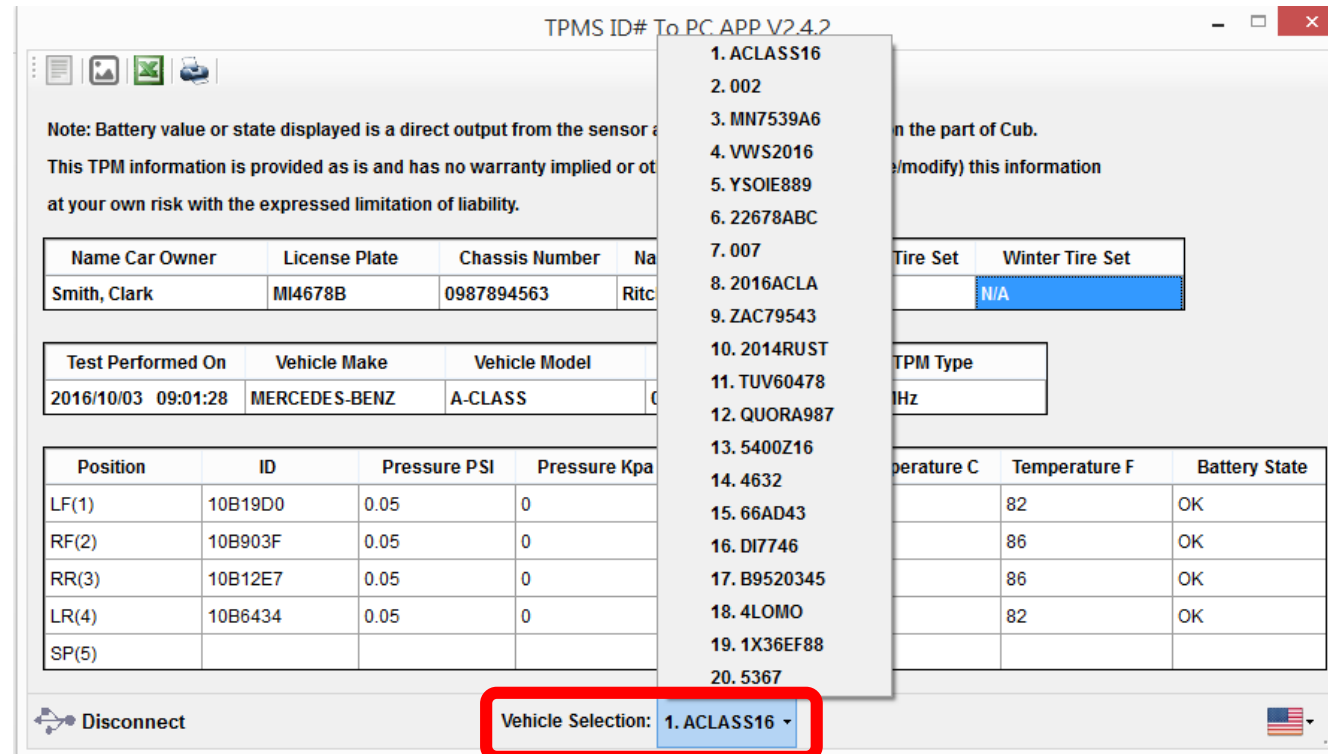 TPMS ID# To PC APP V2.4.2
1. ACLASS16
2. 002
3. MN7539A6
4. VWS2016
5. YSOIE889
6. 22678ABC
7. 007
8. 2016ACLA
9. ZAC79543
10. 2014RUST
11. TUV60478
12. QUORA987
13. 5400Z16
14. 4632
15. 66AD43
16. DI7746
17. B9520345
18. 4LOMO
19. 1X36EF88
20. 5367
Note: Battery value or state displayed is a direct output from the sensor on the part of Cub.
This TPM information is provided as is and has no warranty implied or this information
at your own risk with the expressed limitation of liability.
Name Car Owner License Plate Chassis Number Tire Set Winter Tire Set
Smith, Clark MI4678B 0987894563 N/A
Test Performed On Vehicle Make Vehicle Model TPM Type
2016/10/03 09:01:28 MERCEDES-BENZ A-CLASS
Position ID Pressure PSI Pressure Kpa C Temperature F Battery State
LF(1) 10B19D0 0.05 0 82 OK
RF(2) 10B903F 0.05 0 86 OK
RR(3) 10B12E7 0.05 0 86 OK
LR(4) 10B6434 0.05 0 82 OK
SP(5)
Disconnect Vehicle Selection: 1. ACLASS16